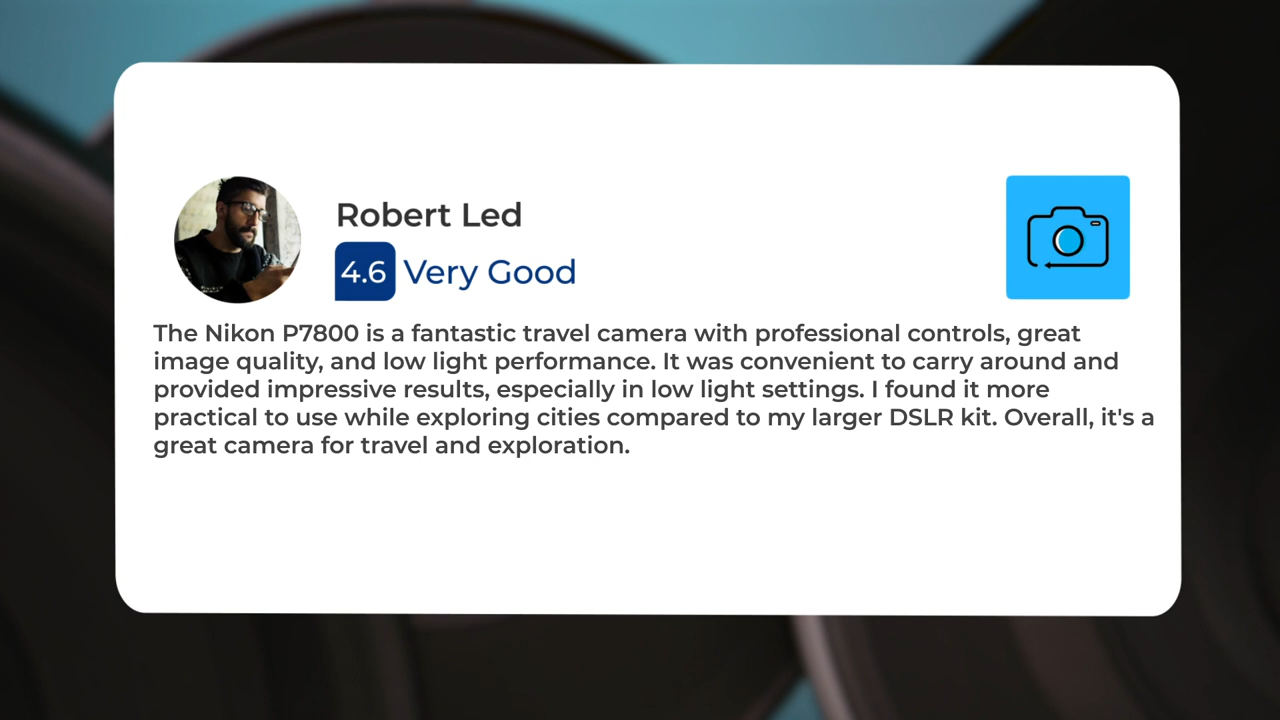 Robert Led
4.6 Very Good
The Nikon P7800 is a fantastic travel camera with professional controls, great
image quality, and low light performance. It was convenient to carry around and
provided impressive results, especially in low light settings. I found it more
practical to use while exploring cities compared to my larger DSLR kit. Overall, it's a
great camera for travel and exploration.